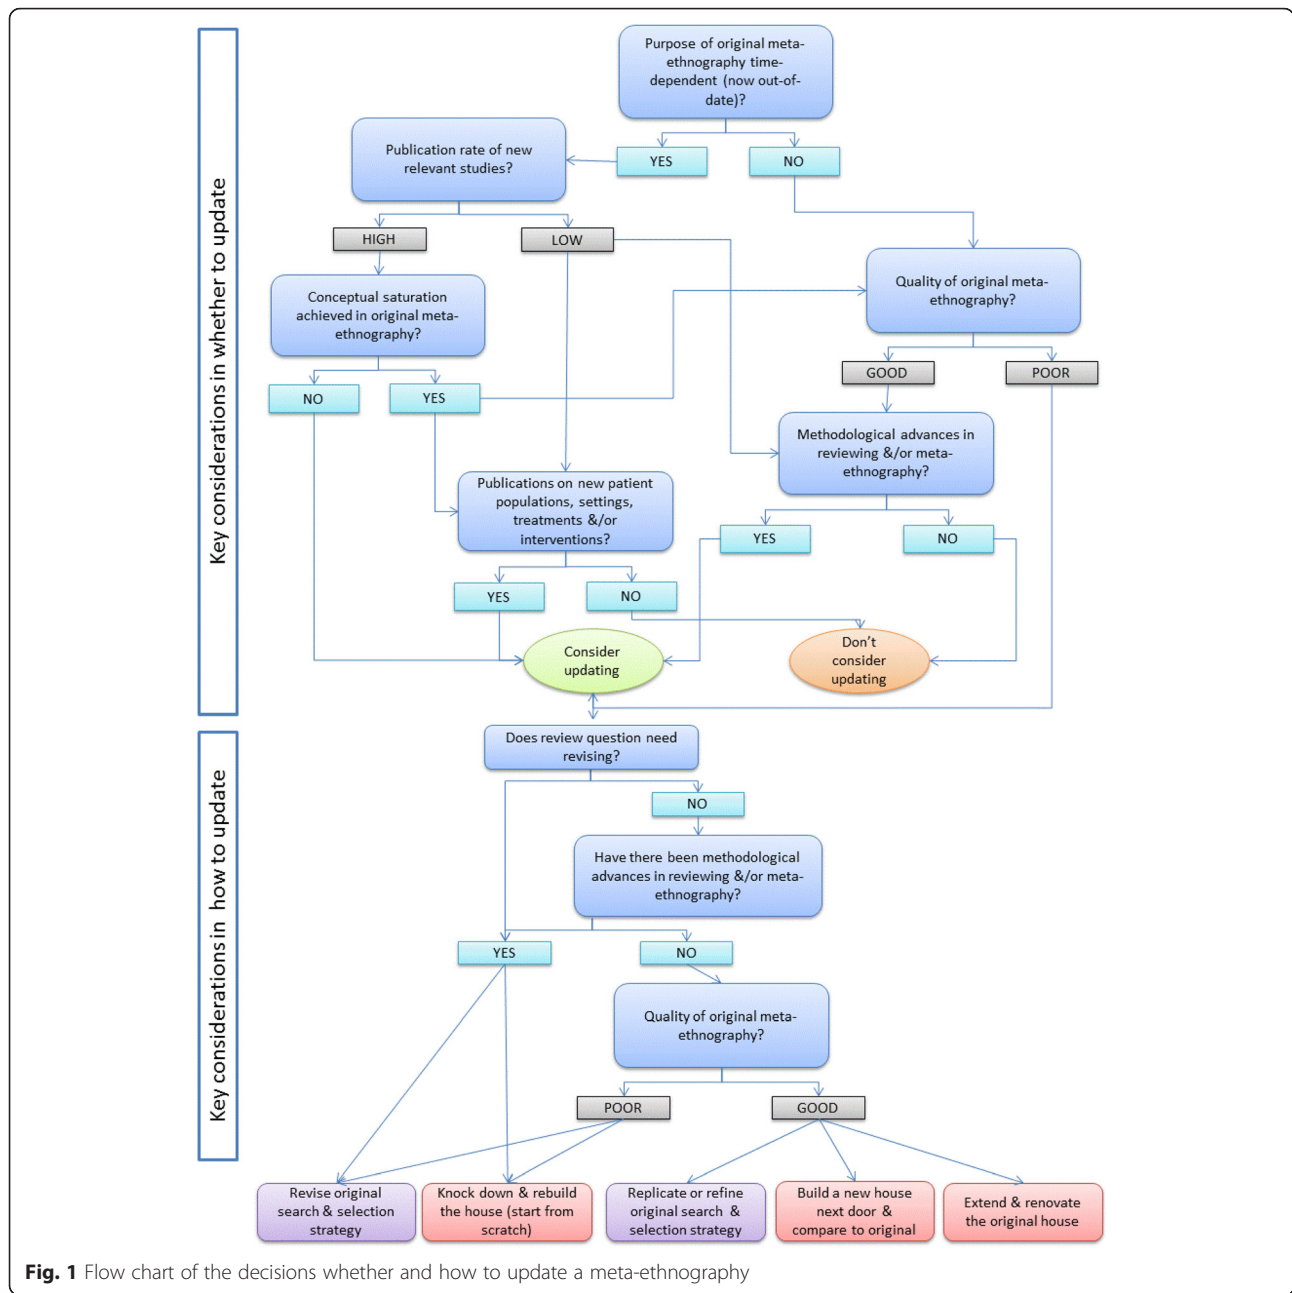 Key considerations in whether to update
Purpose of original meta-
ethnography time-
dependent (now out-of-
date)?
YES
NO
Publication rate of new
relevant studies?
HIGH
LOW
Quality of original meta-
ethnography?
Conceptual saturation
achieved in original meta-
ethnography?
GOOD
POOR
NO
YES
Methodological advances in
reviewing &/or meta-
ethnography?
Publications on new patient
populations, settings,
treatments &/or
interventions?
YES
NO
YES
NO
Consider
updating
Don't
consider
updating
Key considerations in how to update
Does review question need
revising?
NO
Have there been methodological
advances in reviewing &/or meta-
ethnography?
YES
NO
Quality of original meta-
ethnography?
POOR
GOOD
Revise original
search & selection
strategy
Knock down & rebuild
the house (start from
scratch)
Replicate or refine
original search &
selection strategy
Build a new house
next door &
compare to original
Extend & renovate
the original house
Fig. 1 Flow chart of the decisions whether and how to update a meta-ethnography